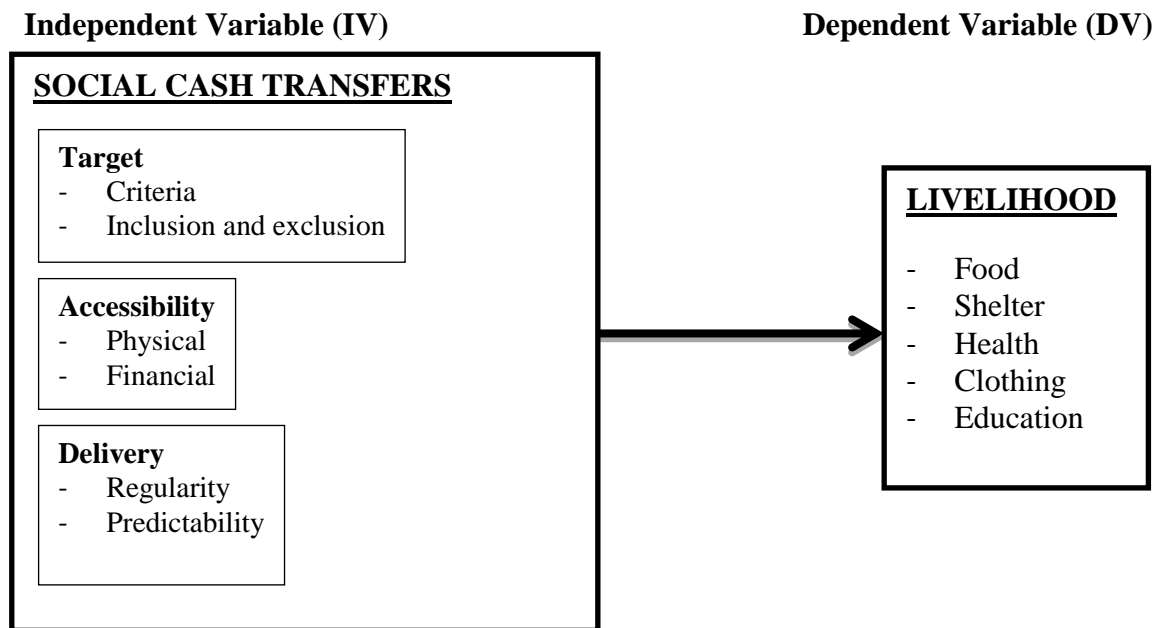 Independent Variable (IV)
Dependent Variable (DV)
SOCIAL CASH TRANSFERS
Target
- Criteria
- Inclusion and exclusion
Accessibility
- Physical
- Financial
Delivery
- Regularity
- Predictability
LIVELIHOOD
- Food
- Shelter
- Health
- Clothing
- Education